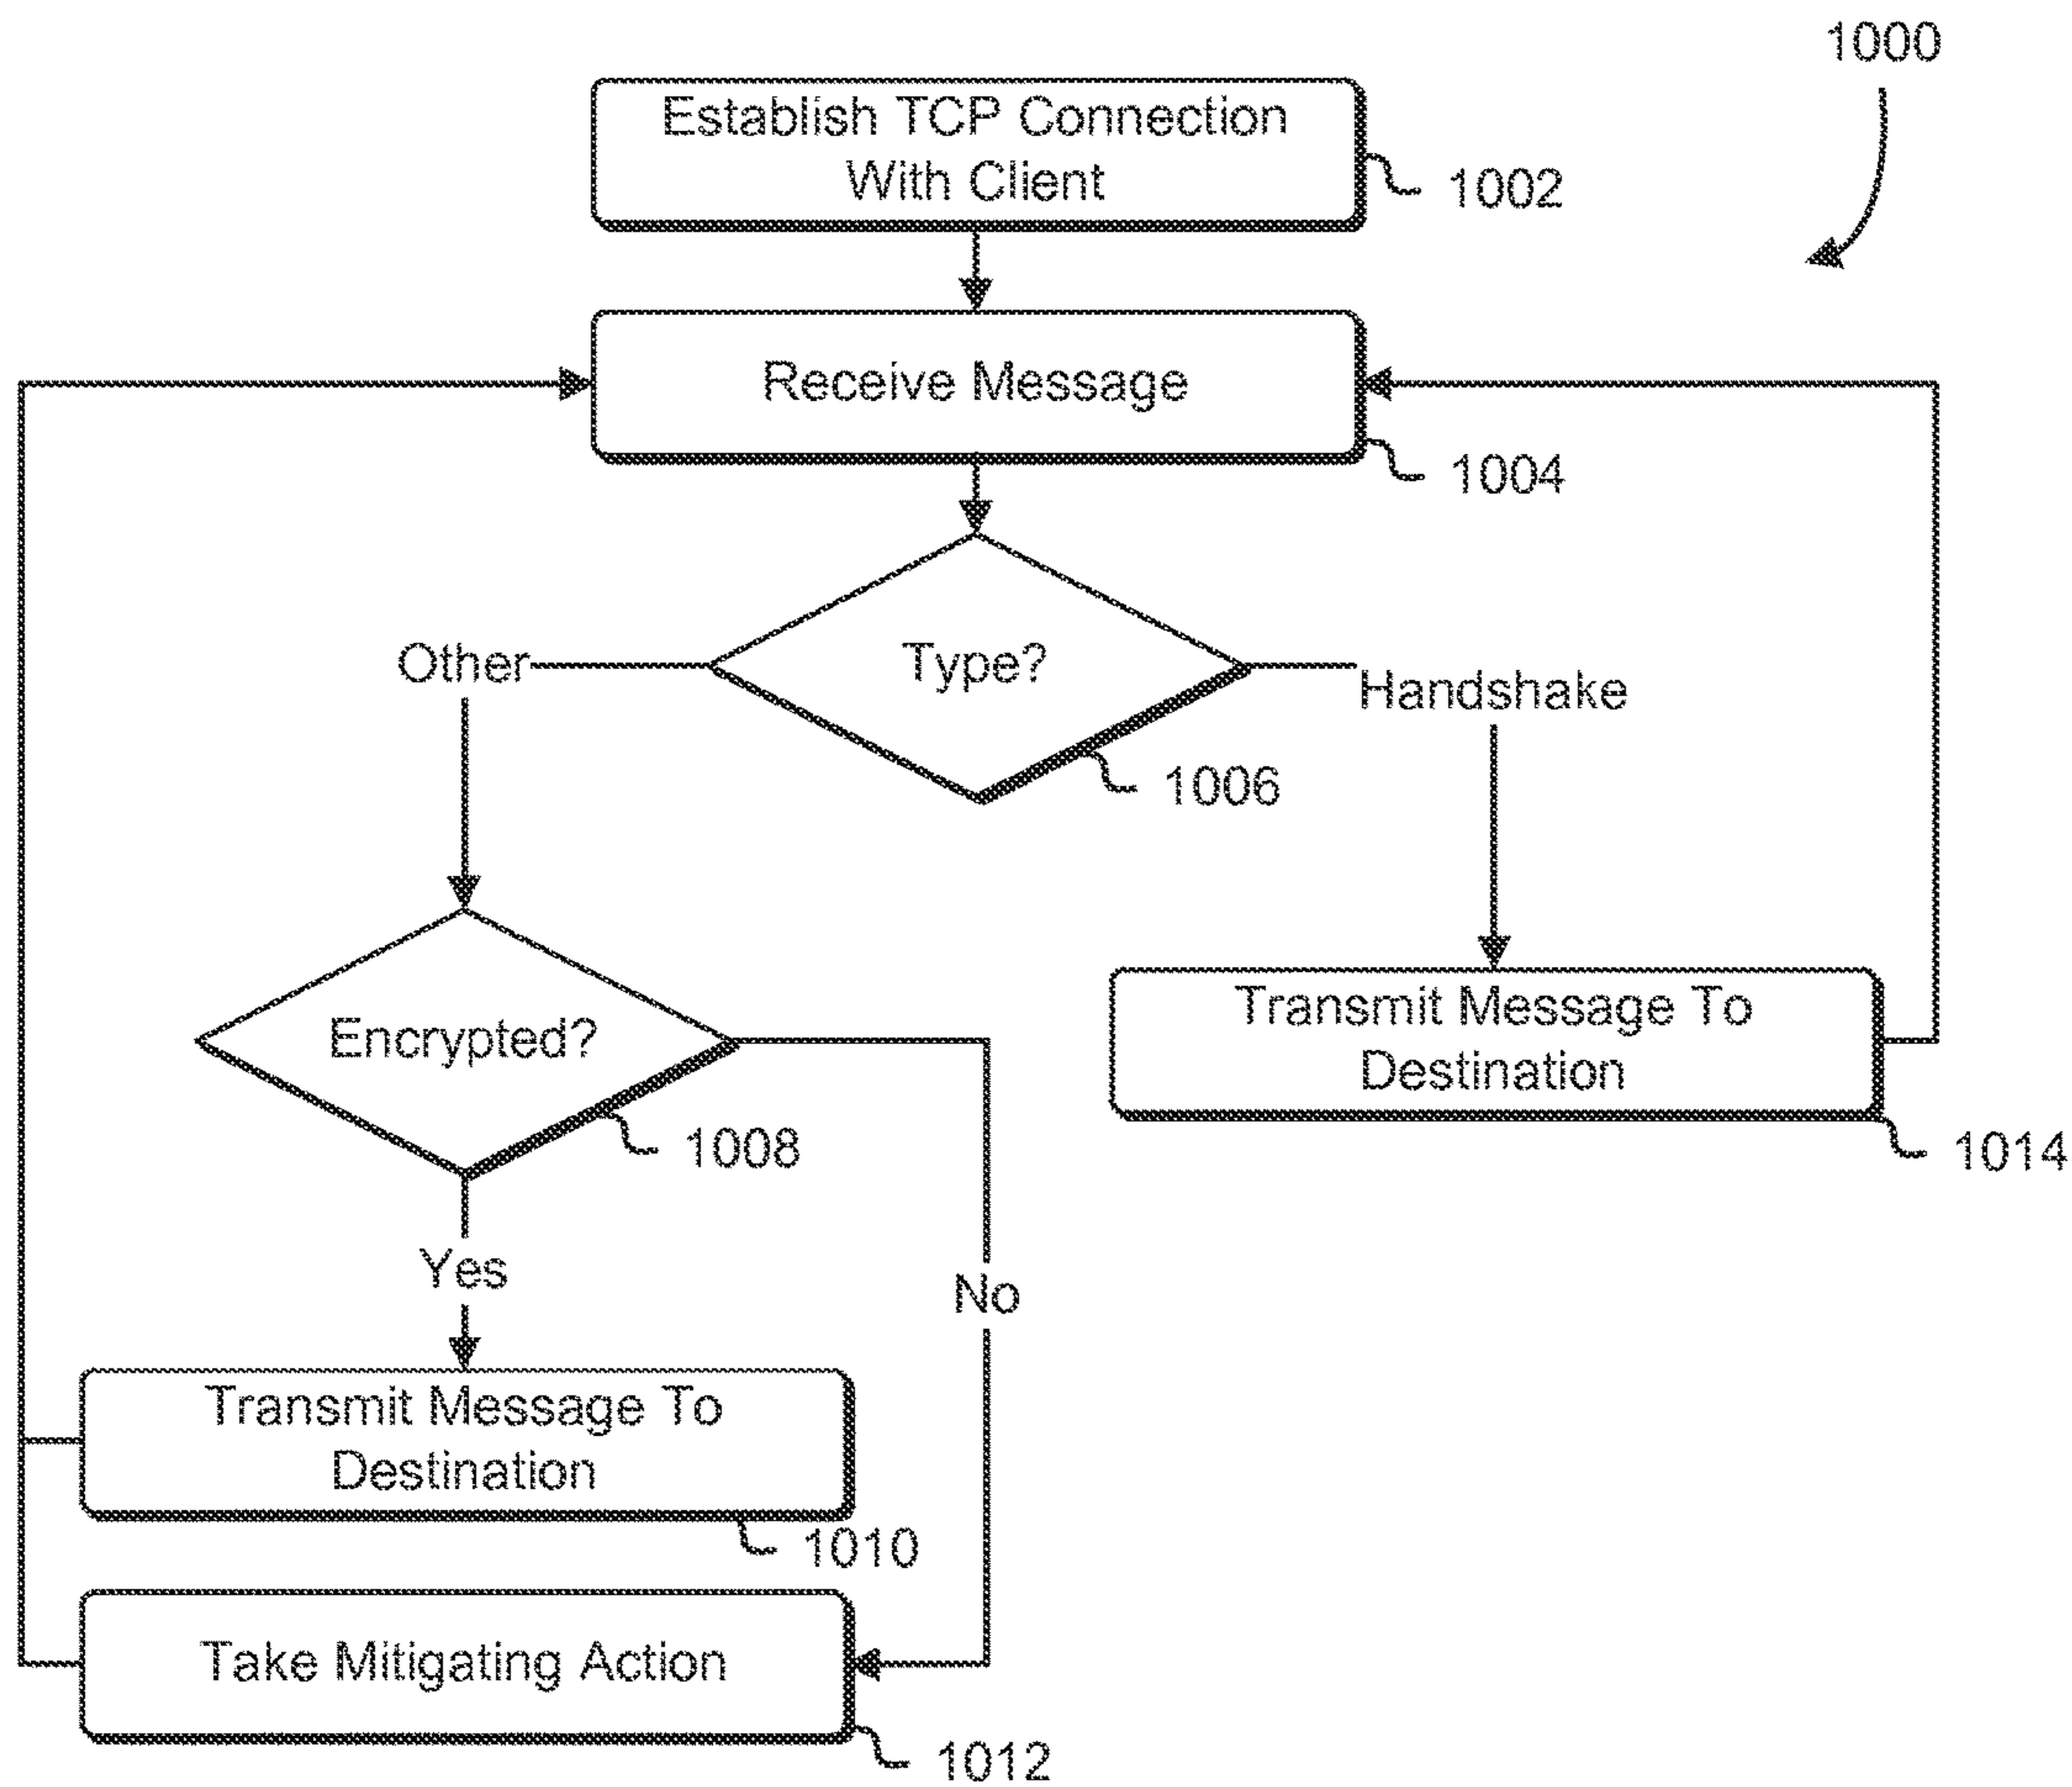 1000
Establish TCP Connection
With Client
1002
Receive Message
1004
Type?
Other
Handshake
1006
Encrypted?
1008
Transmit Message To
Destination
1014
Yes
No
Transmit Message To
Destination
1010
Take Mitigating Action
1012